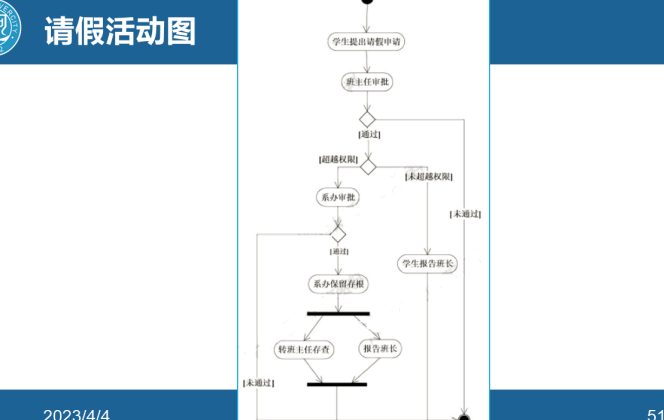 请假活动图
学生提出请假申请
班主任审批
[通过]
[超越权限]
[未超越权限]
系办审批
[未通过]
[通过]
学生报告班长
系办保留存根
转班主任存查
报告班长
[未通过]
2023/4/4
51